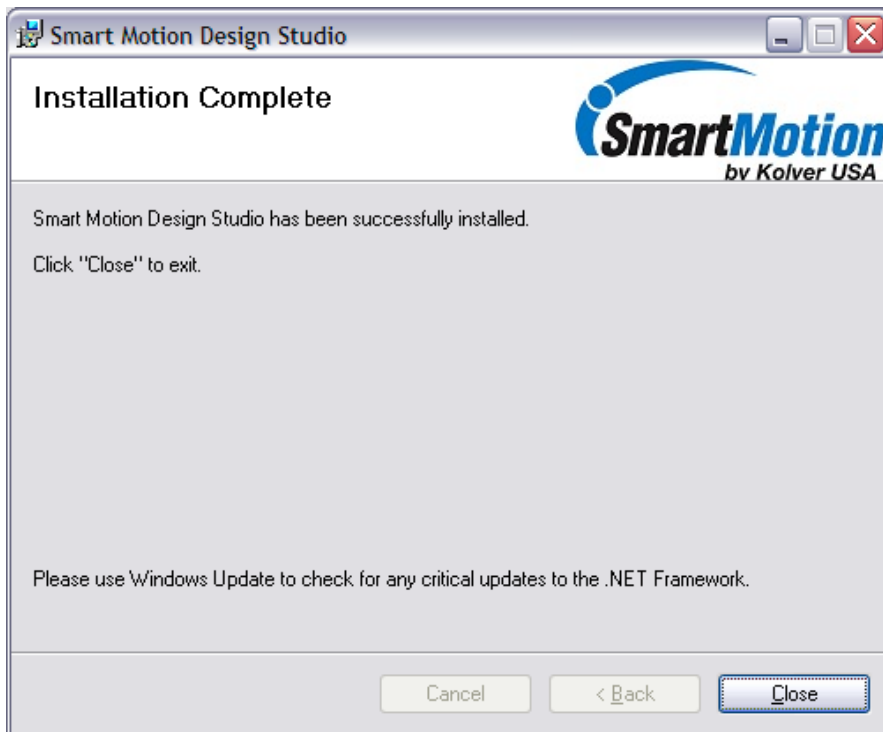 Smart Motion Design Studio
Installation Complete
SmartMotion
by Kolver USA
Smart Motion Design Studio has been successfully installed.
Click "Close" to exit.
Please use Windows Update to check for any critical updates to the .NET Framework.
Cancel
< Back
Close